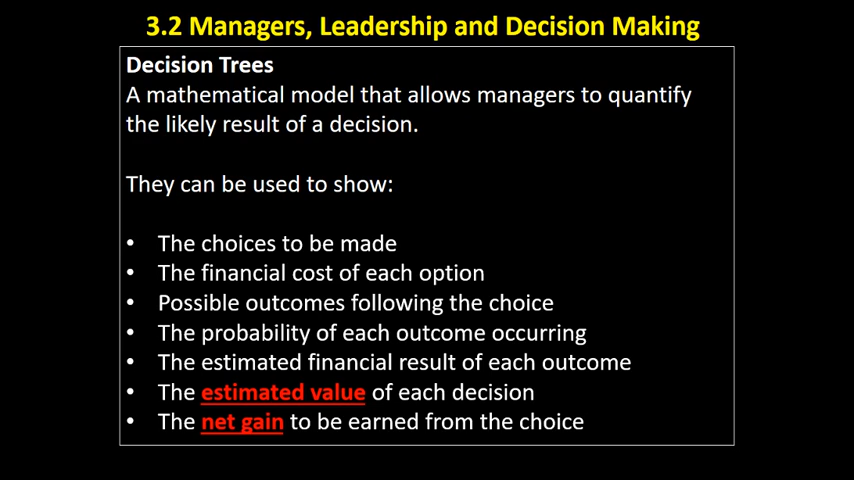 3.2 Managers, Leadership and Decision Making
Decision Trees
A mathematical model that allows managers to quantify
the likely result of a decision.
They can be used to show:
• The choices to be made
• The financial cost of each option
• Possible outcomes following the choice
• The probability of each outcome occurring
• The estimated financial result of each outcome
• The estimated value of each decision
• The net gain to be earned from the choice